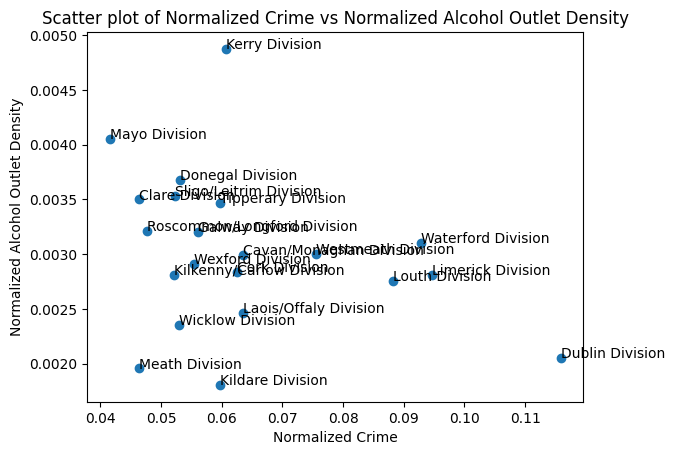 Scatter plot of Normalized Crime vs Normalized Alcohol Outlet Density
0.0050
Kerry Division
0.0045
Normalized Alcohol Outlet Density
Mayo Division
0.0040
Donegal Division
Sligo/Leitrim Division
Clare Division
Tipperary Division
0.0035
Roscommon/Longford Division
Galway Division
Waterford Division
0.0030
Cavan/Monaghan Division
Westmeath Division
Wexford Division
Cork Division
Kilkenny/Carlow Division
Limerick Division
Louth Division
0.0025
Laois/Offaly Division
Wicklow Division
Dublin Division
0.0020
Meath Division
Kildare Division
0.04 0.05 0.06 0.07 0.08 0.09 0.10 0.11
Normalized Crime